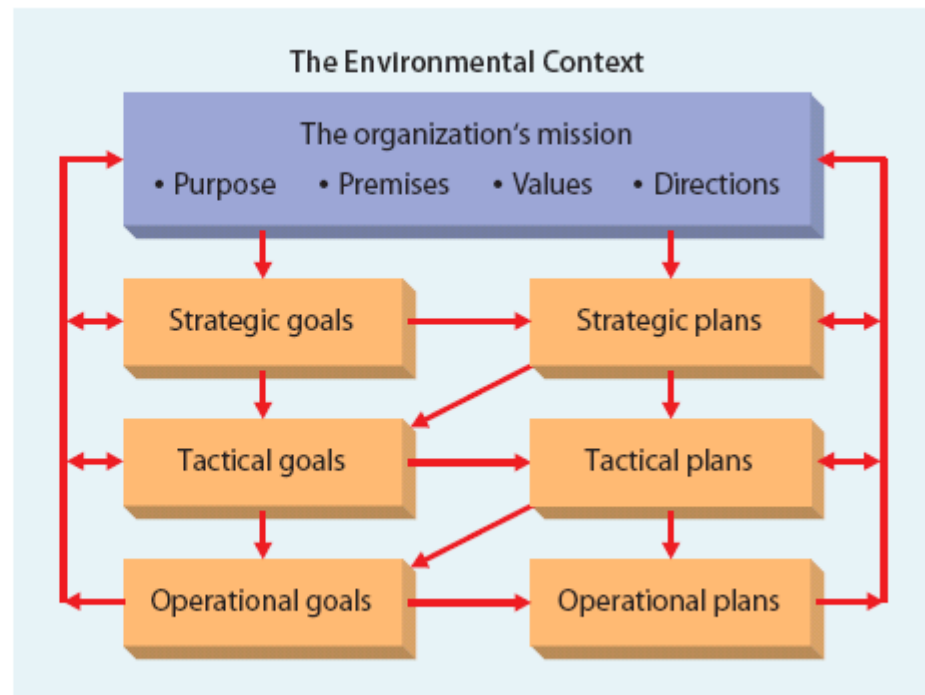 The Environmental Context
The organization‘s mission
• Purpose • Premises • Values • Directions
Strategic goals
Strategic plans
Tactical goals
Tactical plans
Operational goals
Operational plans